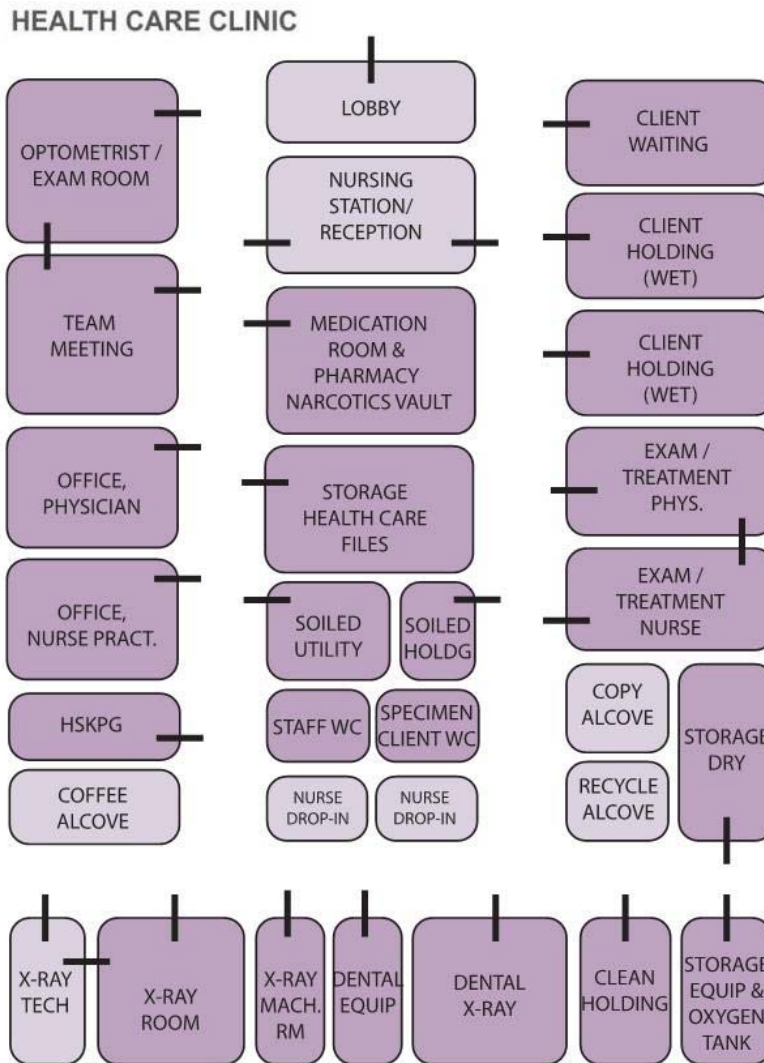 HEALTH CARE CLINIC
OPTOMETRIST /
EXAM ROOM
TEAM
MEETING
OFFICE,
PHYSICIAN
OFFICE,
NURSE PRACT.
HSKPG
COFFEE
ALCOVE
LOBBY
NURSING
STATION/
RECEPTION
MEDICATION
ROOM &
PHARMACY
NARCOTICS VAULT
STORAGE
HEALTH CARE
FILES
SOILED
UTILITY
SOILED
HOLDG
STAFF WC
SPECIMEN
CLIENT WC
NURSE
DROP-IN
NURSE
DROP-IN
CLIENT
WAITING
CLIENT
HOLDING
(WET)
CLIENT
HOLDING
(WET)
EXAM /
TREATMENT
PHYS.
EXAM /
TREATMENT
NURSE
COPY
ALCOVE
RECYCLE
ALCOVE
STORAGE
DRY
X-RAY
TECH
X-RAY
ROOM
X-RAY
MACH.
RM
DENTAL
EQUIP
DENTAL
X-RAY
CLEAN
HOLDING
STORAGE
EQUIP &
OXYGEN
TANK